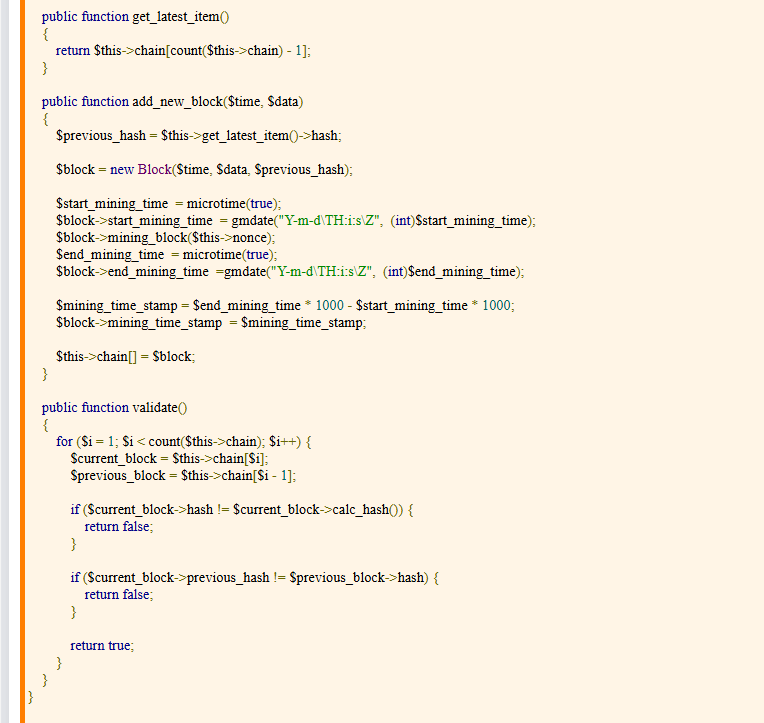 public function get_latest_item()
{
return $this->chain[count($this->chain) - 1];
}
public function add_new_block($time, $data)
{
$previous_hash = $this->get_latest_item()->hash;
$block = new Block($time, $data, $previous_hash);
$start_mining_time = microtime(true);
$block->start_mining_time = gmdate("Y-m-d\TH:i:s\Z", (int)$start_mining_time);
$block->mining_block($this->nonce);
$end_mining_time = microtime(true);
$block->end_mining_time =gmdate("Y-m-d\TH:i:s\Z", (int)$end_mining_time);
$mining_time_stamp = $end_mining_time * 1000 - $start_mining_time * 1000;
$block->mining_time_stamp = $mining_time_stamp;
$this->chain[] = $block;
}
public function validate()
{
for ($i = 1; $i < count($this->chain); $i++) {
$current_block = $this->chain[$i];
$previous_block = $this->chain[$i - 1];
if ($current_block->hash != $current_block->calc_hash()) {
return false;
}
if ($current_block->previous_hash != $previous_block->hash) {
return false;
}
return true;
}
}
}